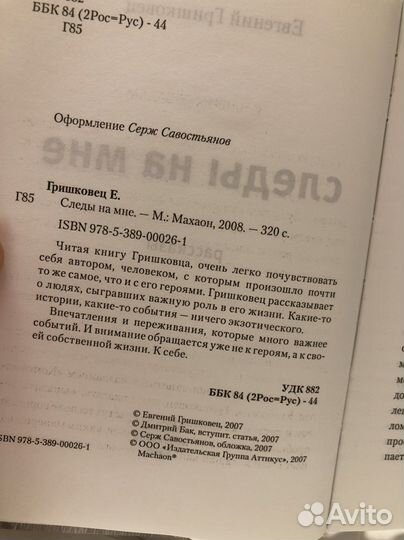 882
ББК 84 (2Рос=Рус) - 44
Г85
Евгений Гришковец
Оформление Серж Савостьянов
следы на мне
рассказы
Гришковец Е.
Г85 Следы на мне. — М.: Махаон, 2008. — 320 с.
ISBN 978-5-389-00026-1
Читая книгу Гришковца, очень легко почувствовать
себя автором, человеком, с которым произошло почти
то же самое, что и с его героями. Гришковец рассказывает
о людях, сыгравших важную роль в его жизни. Какие-то
истории, какие-то события — ничего экзотического.
Впечатления и переживания, которые много важнее
событий. И внимание обращается уже не к героям, а к сво-
ей собственной жизни. К себе.
УДК 882
ББК 84 (2Рос=Рус) - 44
© Евгений Гришковец, 2007
© Дмитрий Бак, вступит. статья, 2007
© Серж Савостьянов, обложка, 2007
© ООО «Издательская Группа Аттикус», 2007
Machaon®
ISBN 978-5-389-00026-1
Avito